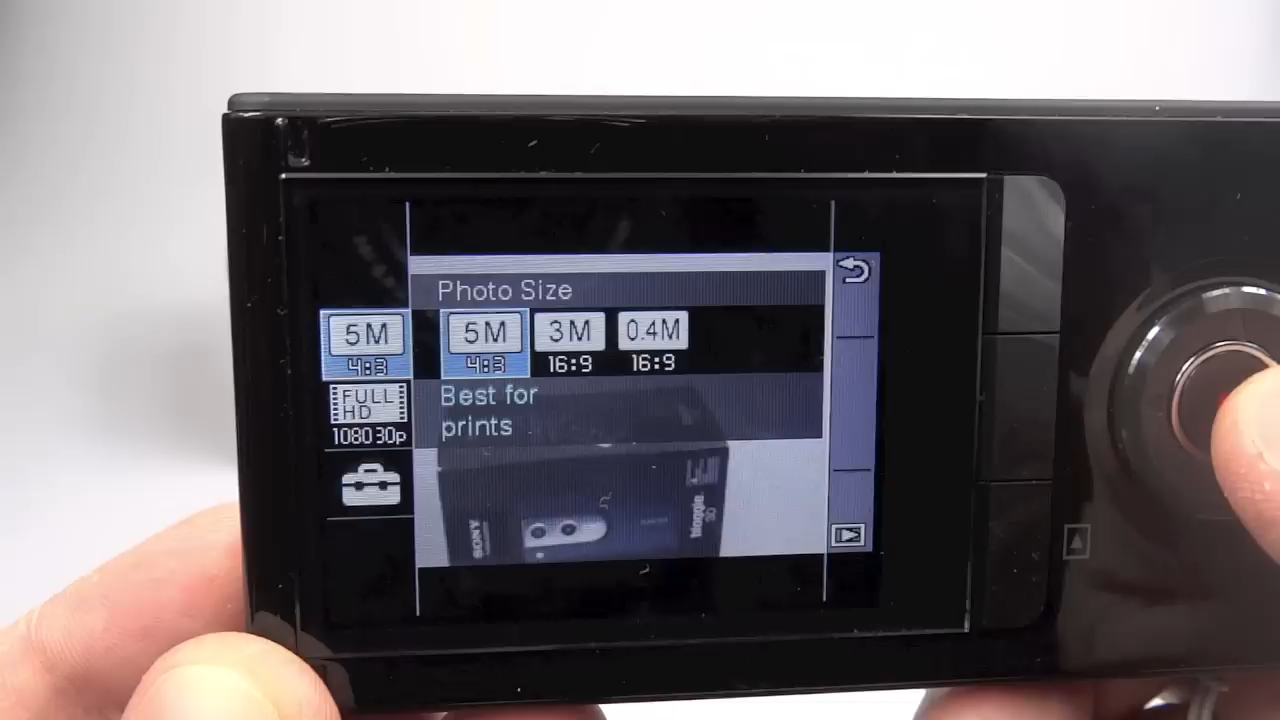 Photo Size
5M
4:3
5M
4:3
3M
16:9
0.4M
16:9
FULL
HD
1080 30p
Best for
prints
SONY
bloggie
3D